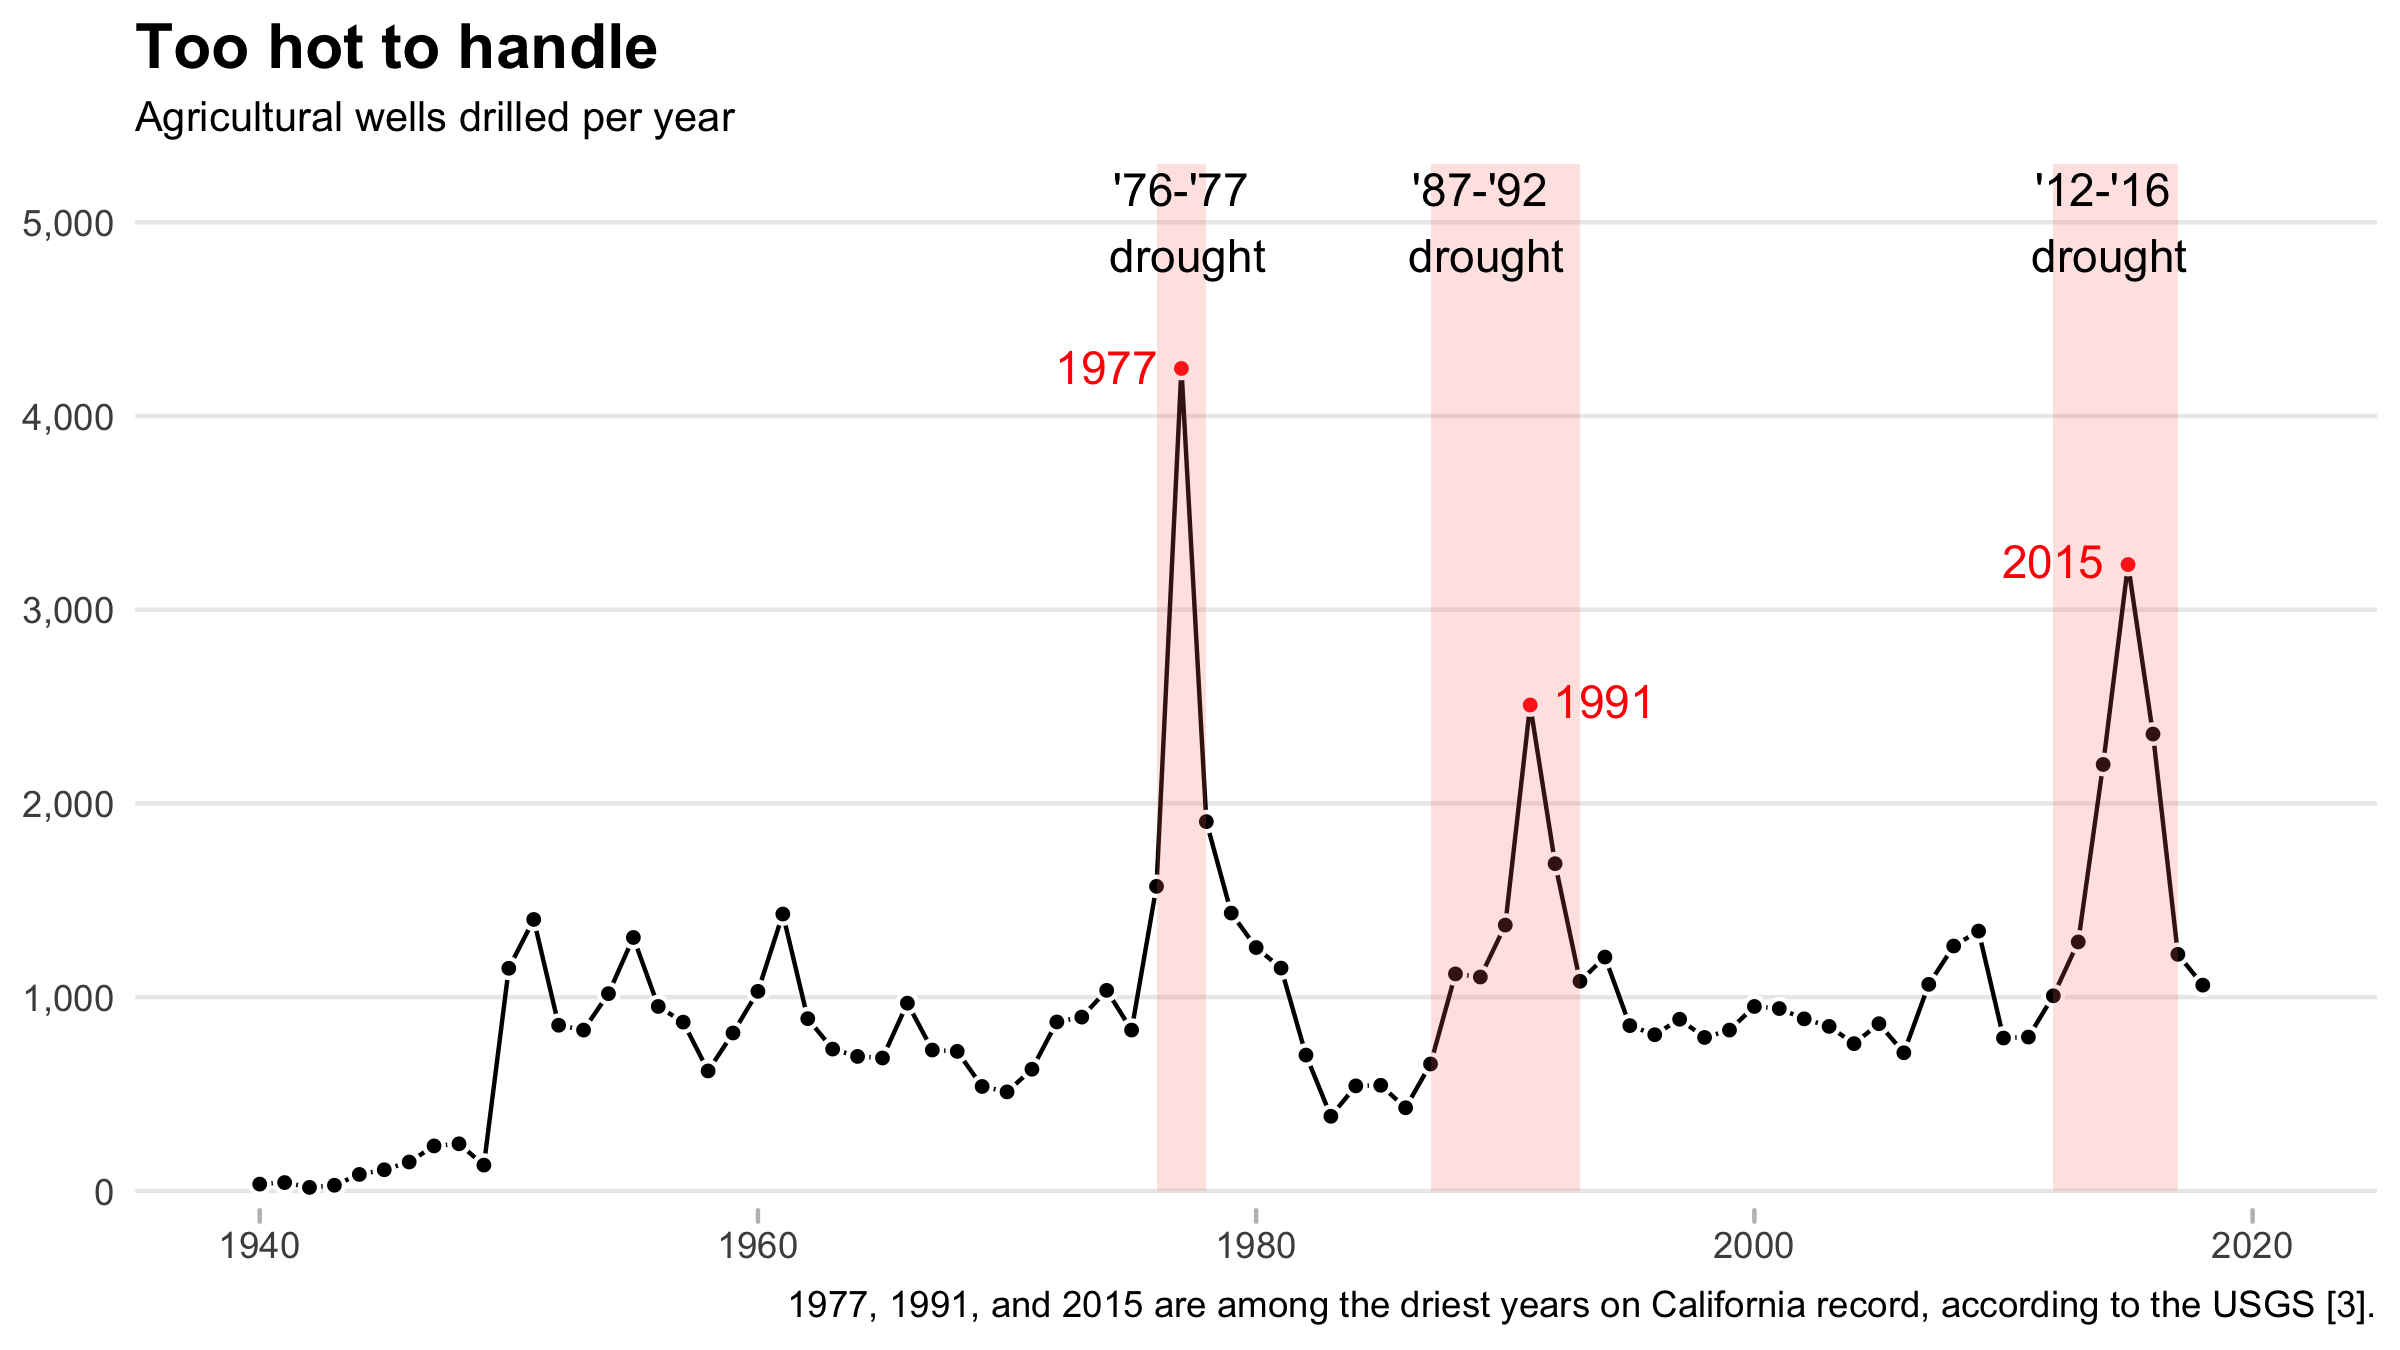 Too hot to handle
Agricultural wells drilled per year
'76-'77
drought
'87-'92
drought
'12-'16
drought
5,000
4,000
3,000
2,000
1,000
0
1977
1991
2015
1940
1960
1980
2000
2020
1977, 1991, and 2015 are among the driest years on California record, according to the USGS [3].